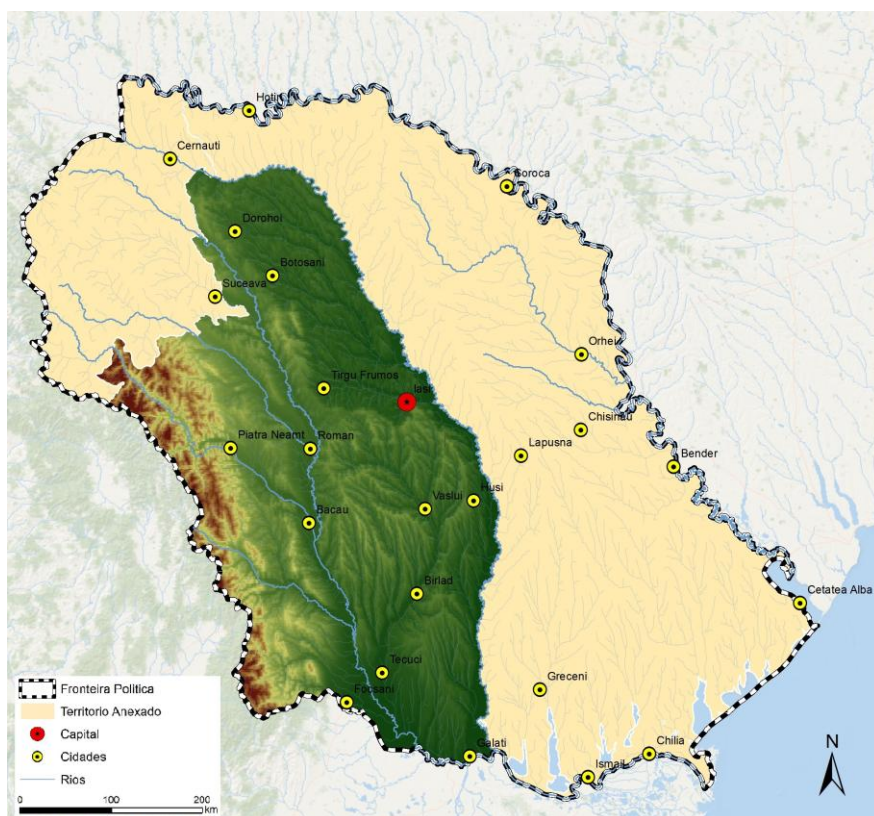 Hotin
Cernauti
Soroca
Dorohoi
Botosani
Suceava
Orhei
Tirgu Frumos
Iasi
Chisinau
Piatra Neamt
Roman
Lapusna
Bender
Husi
Vaslui
Bacau
Birlad
Cetatea Alba
Tecuci
Greceni
Focsani
Galati
Chilia
Ismail
Fronteira Politica
Territorio Anexado
Capital
Cidades
Rios
0 100 200
km
N